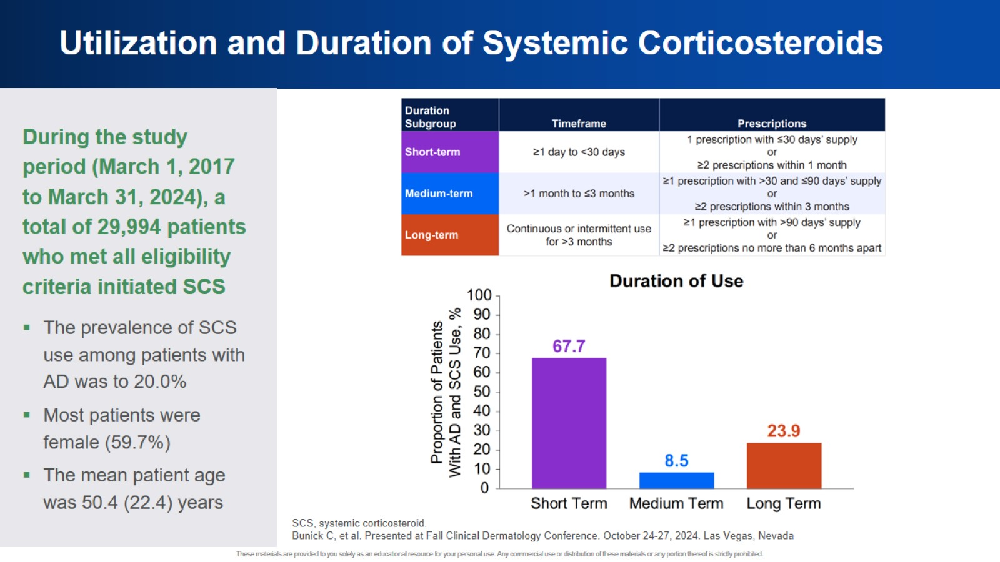 Utilization and Duration of Systemic Corticosteroids
During the study
period (March 1, 2017
to March 31, 2024), a
total of 29,994 patients
who met all eligibility
criteria initiated SCS
▪ The prevalence of SCS
use among patients with
AD was to 20.0%
▪ Most patients were
female (59.7%)
▪ The mean patient age
was 50.4 (22.4) years
Duration
Subgroup
Timeframe
Prescriptions
Short-term
≥1 day to <30 days
1 prescription with ≤30 days’ supply
or
≥2 prescriptions within 1 month
Medium-term
>1 month to ≤3 months
≥1 prescription with >30 and ≤90 days’ supply
or
≥2 prescriptions within 3 months
Long-term
Continuous or intermittent use
for >3 months
≥1 prescription with >90 days’ supply
or
≥2 prescriptions no more than 6 months apart
Duration of Use
Proportion of Patients
With AD and SCS Use, %
100
90
80
70
60
50
40
30
20
10
0
67.7
8.5
23.9
Short Term
Medium Term
Long Term
SCS, systemic corticosteroid.
Bunick C, et al. Presented at Fall Clinical Dermatology Conference. October 24-27, 2024. Las Vegas, Nevada
These materials are provided to you solely as an educational resource for your personal use. Any commercial use or distribution of these materials or any portion thereof is strictly prohibited.